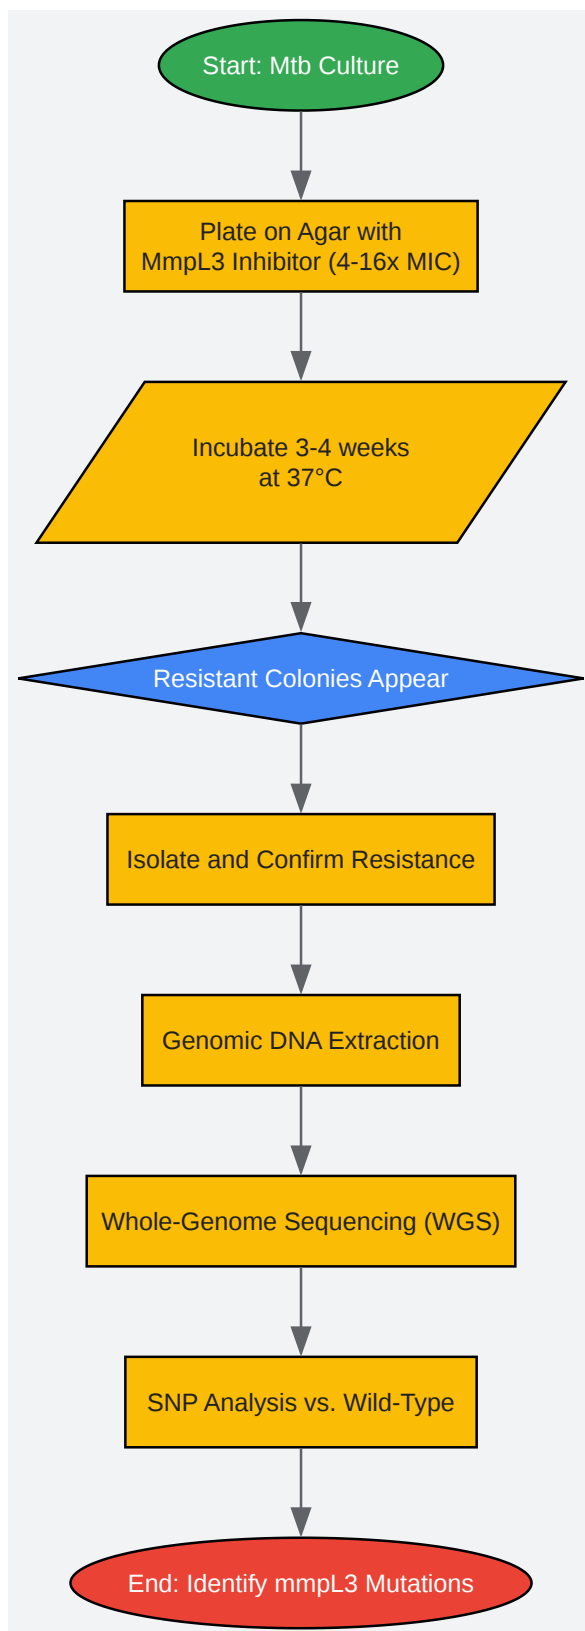 Start: Mtb Culture
Plate on Agar with
MmpL3 Inhibitor (4-16x MIC)
Incubate 3-4 weeks
at 37°C
Resistant Colonies Appear
Isolate and Confirm Resistance
Genomic DNA Extraction
Whole-Genome Sequencing (WGS)
SNP Analysis vs. Wild-Type
End: Identify mmpL3 Mutations